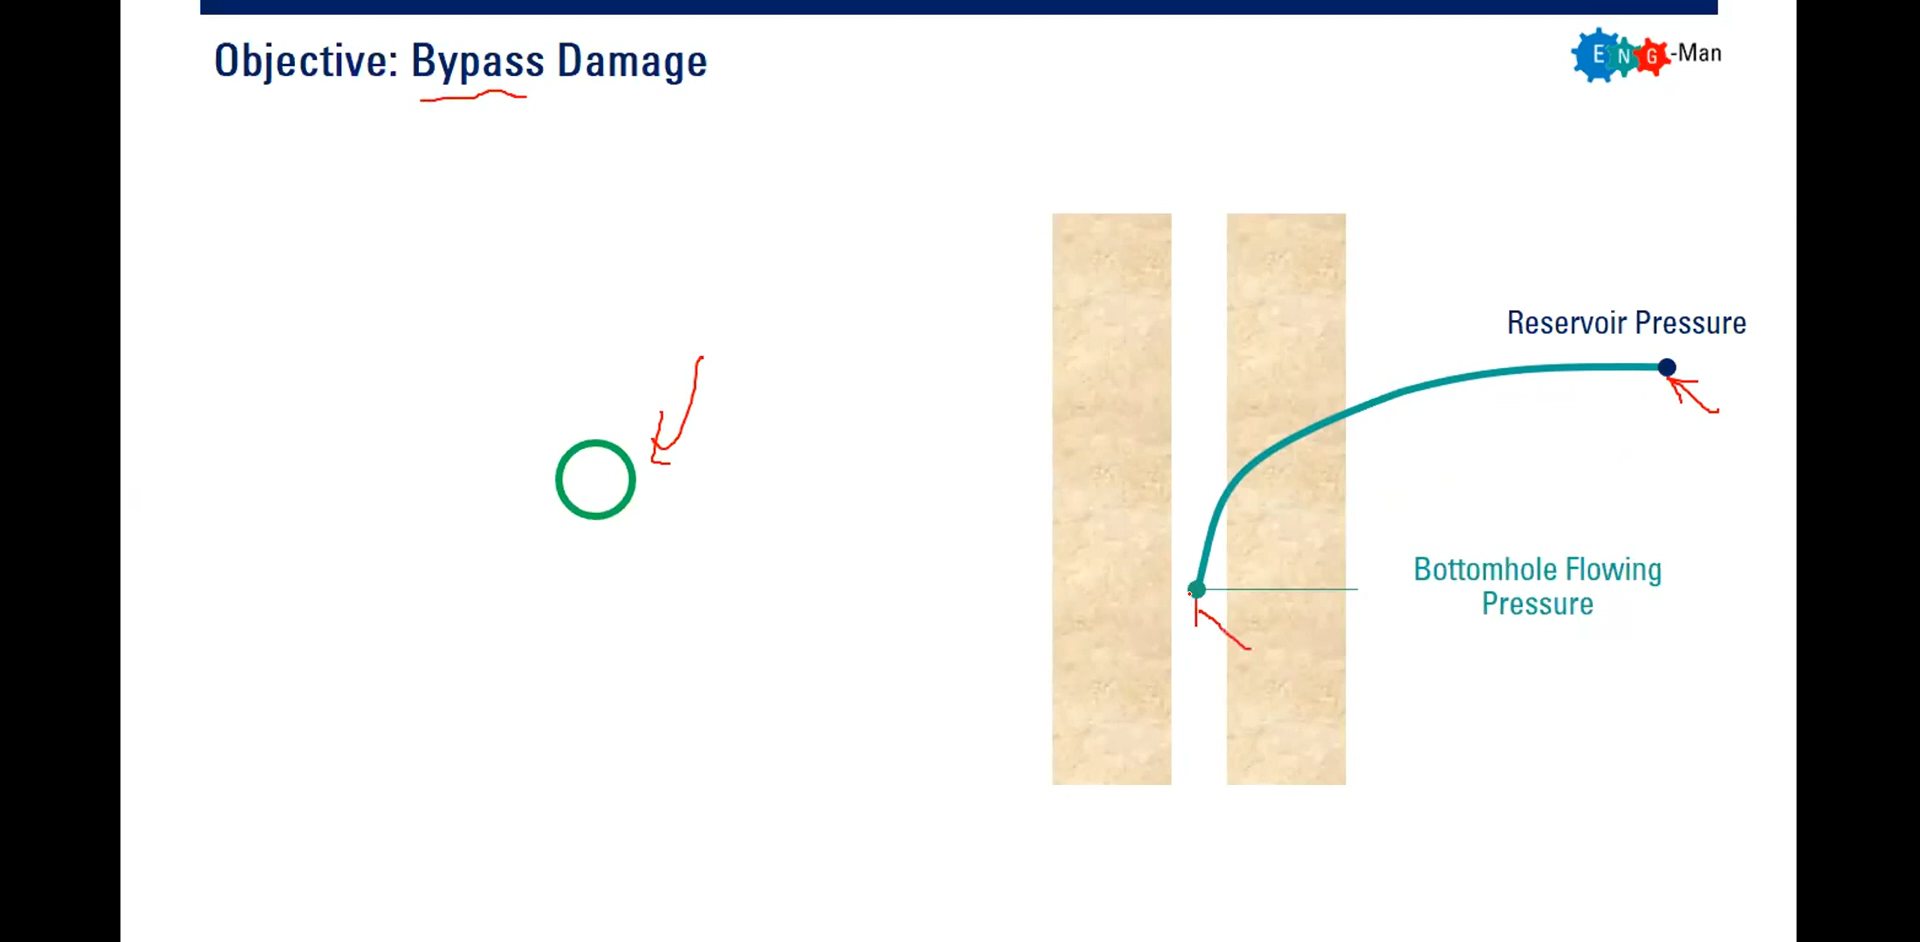 Objective: Bypass Damage
E N G -Man
Reservoir Pressure
Bottomhole Flowing
Pressure